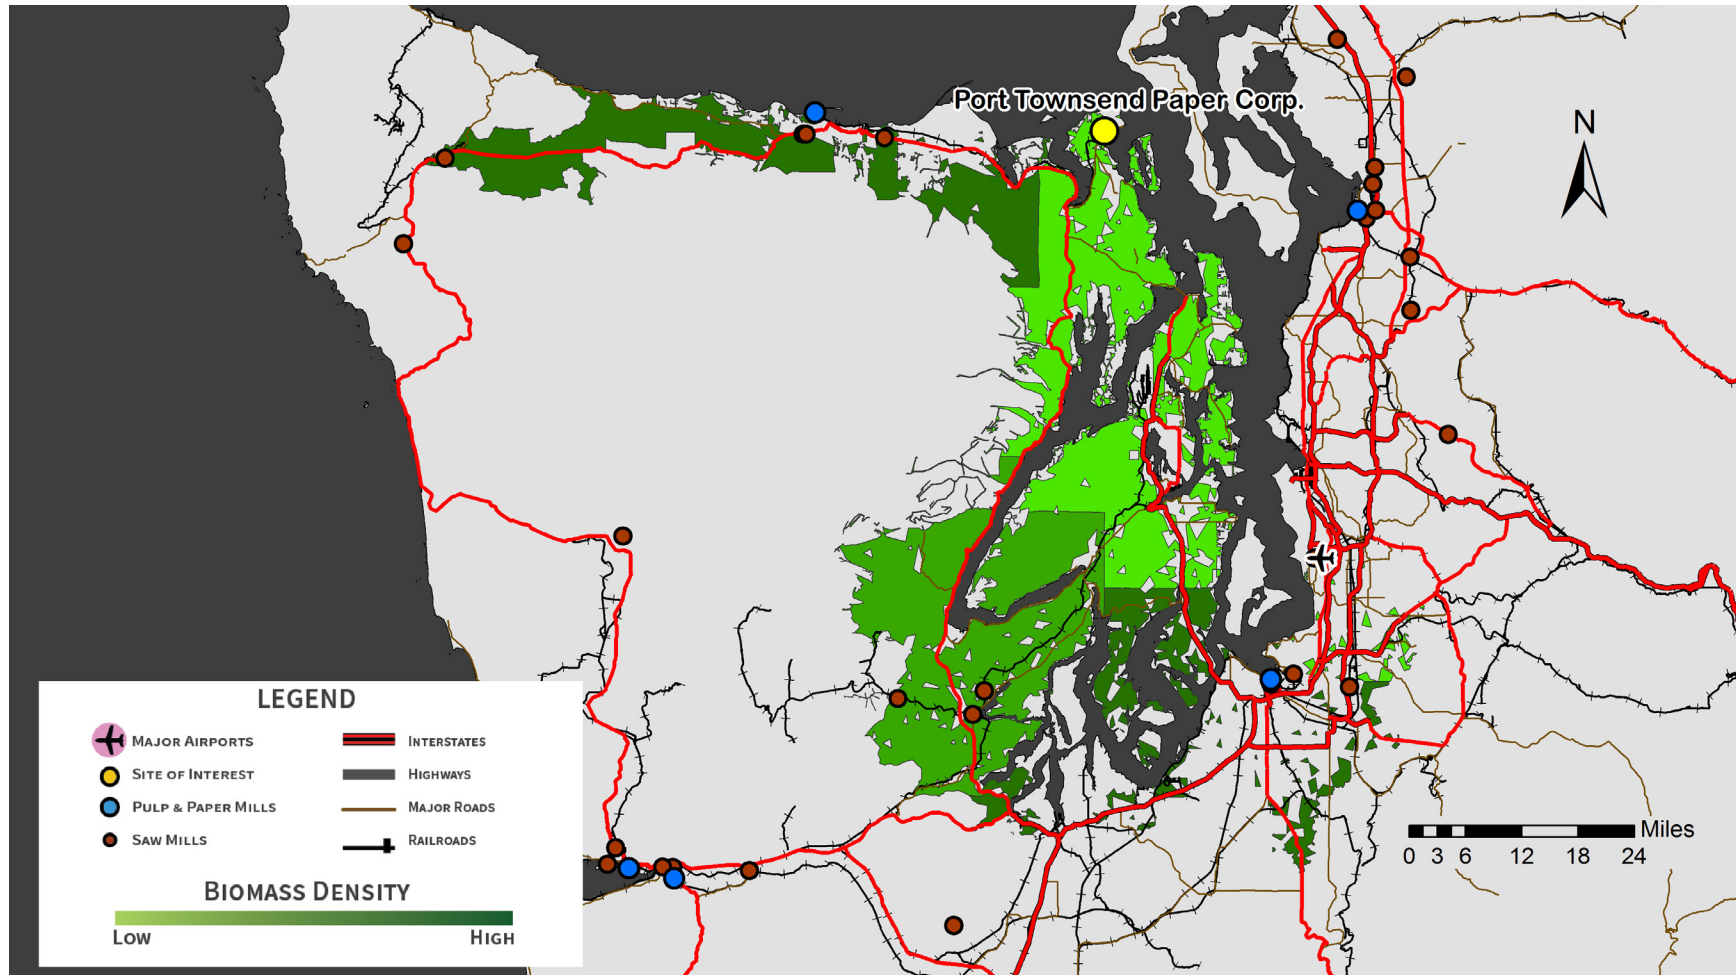 Port Townsend Paper Corp.
N
LEGEND
MAJOR AIRPORTS
INTERSTATES
SITE OF INTEREST
HIGHWAYS
PULP & PAPER MILLS
MAJOR ROADS
SAW MILLS
RAILROADS
BIOMASS DENSITY
LOW
HIGH
Miles
0 3 6 12 18 24